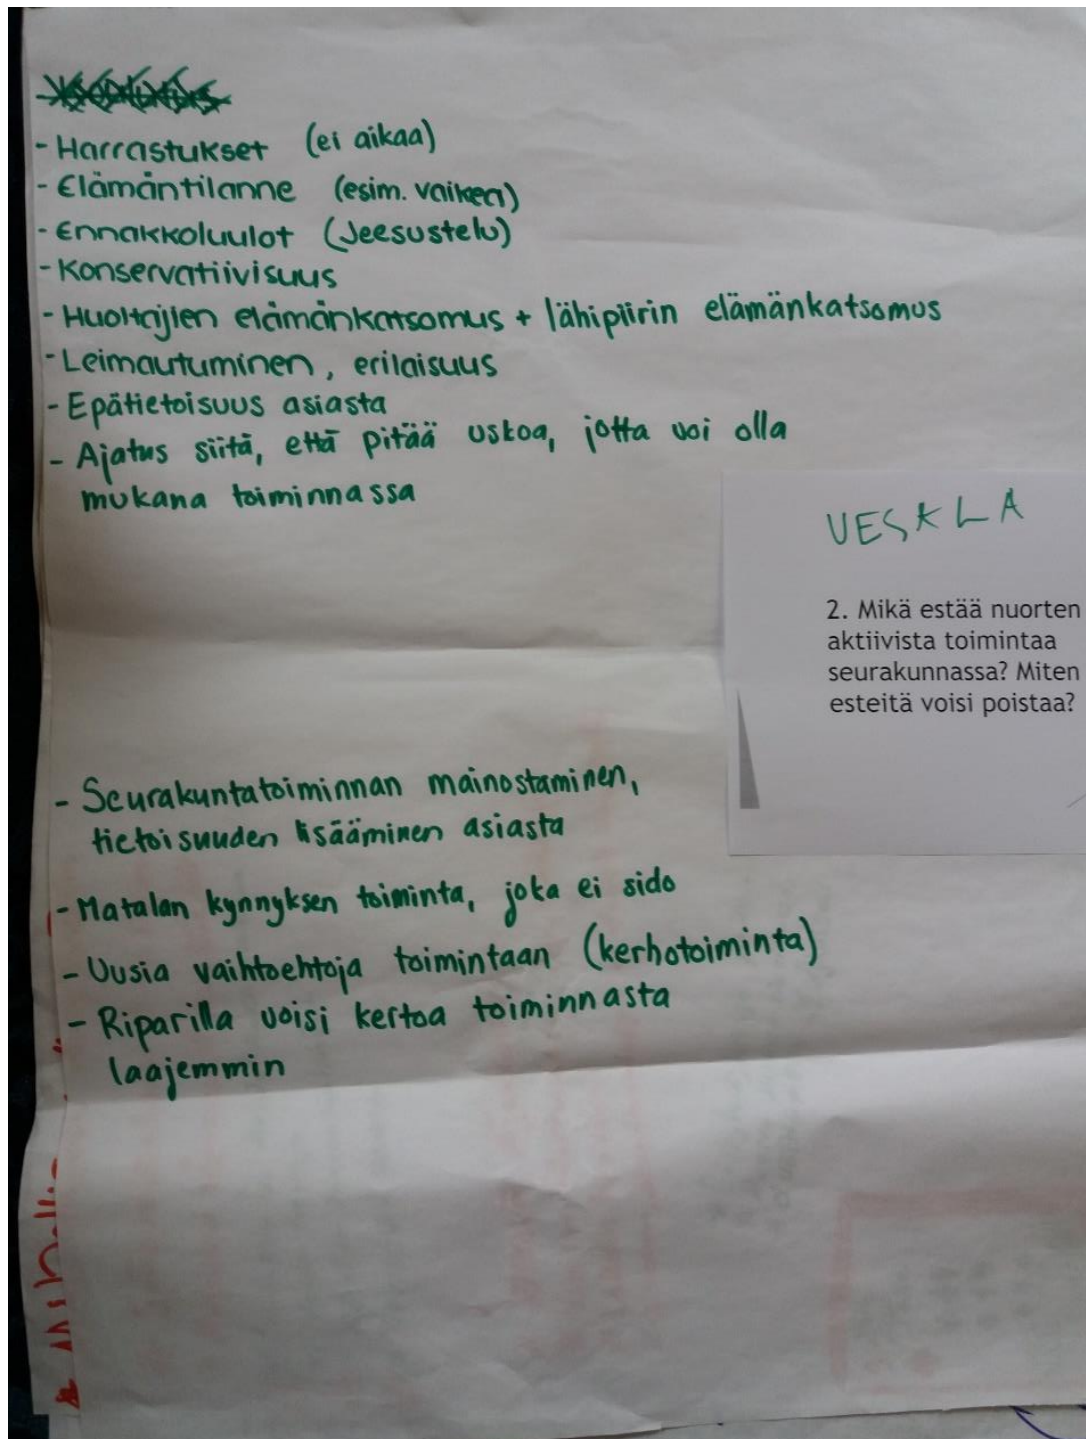 - Harrastukset (ei aikaa)
- Elämäntilanne (esim. vaikea)
- Ennakkoluulot (Jeesustelu)
- Konservatiivisuus
- Huoltajien elämänkatsomus + lähipiirin elämänkatsomus
- Leimautuminen, erilaisuus
- Epätietoisuus asiasta
- Ajatus siitä, että pitää uskoa, jotta voi olla
mukana toiminnassa
VESKLA
2. Mikä estää nuorten
aktiivista toimintaa
seurakunnassa? Miten
esteitä voisi poistaa?
- Seurakuntatoiminnan mainostaminen,
tietoisuuden lisääminen asiasta
- Matalan kynnyksen toiminta, joka ei sido
- Uusia vaihtoehtoja toimintaan (kerhotoiminta)
- Riparilla voisi kertoa toiminnasta
laajemmin